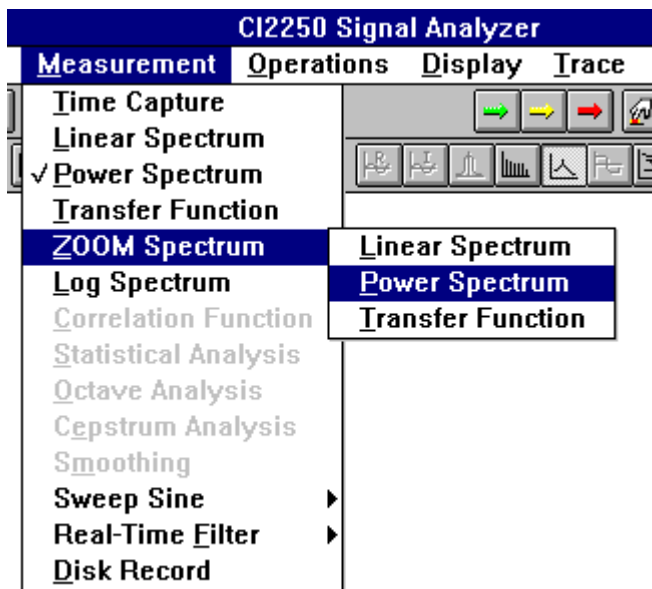 CI2250 Signal Analyzer
Measurement Operations Display Trace
Time Capture
Linear Spectrum
√ Power Spectrum
Transfer Function
ZOOM Spectrum
Log Spectrum
Correlation Function
Statistical Analysis
Octave Analysis
Cepstrum Analysis
Smoothing
Sweep Sine
Real-Time Filter
Disk Record
Linear Spectrum
Power Spectrum
Transfer Function
R
T